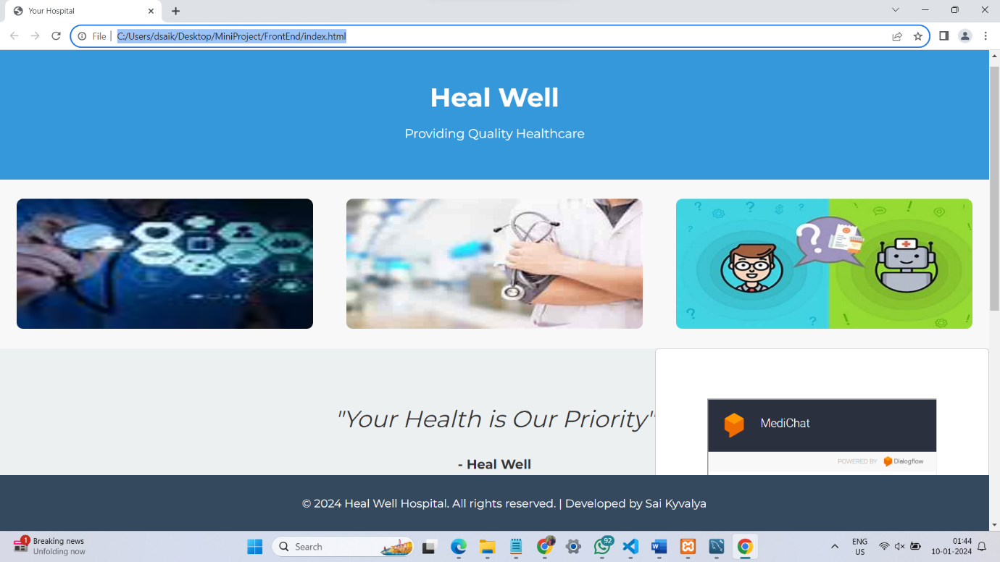 Your Hospital
File
C:/Users/dsaik/Desktop/MiniProject/FrontEnd/index.html
Heal Well
Providing Quality Healthcare
"Your Health is Our Priority"
- Heal Well
MediChat
POWERED BY Dialogflow
© 2024 Heal Well Hospital. All rights reserved. | Developed by Sai Kyvalya
1
Breaking news
Unfolding now
Search
92
ENG
US
01:44
10-01-2024